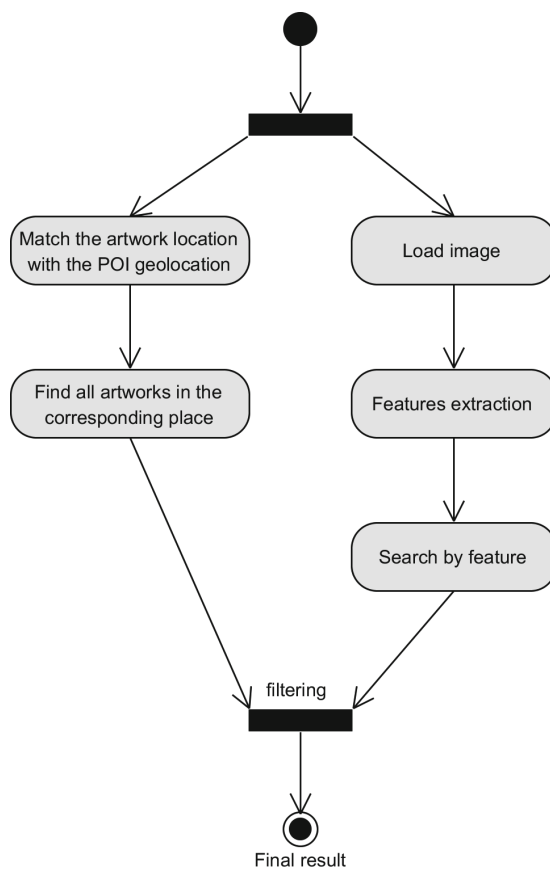 Match the artwork location
with the POI geolocation
Load image
Find all artworks in the
corresponding place
Features extraction
Search by feature
filtering
Final result